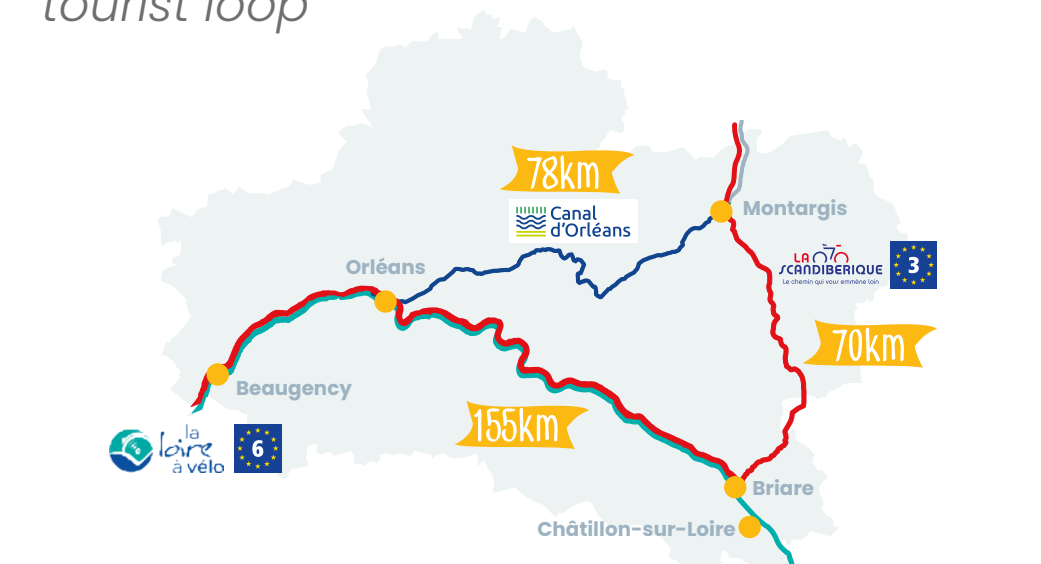 tourist loop
78km
Canal
d'Orléans
Montargis
Orléans
LA
SCANDIBERIQUE
Le chemin qui vous emmène loin
3
70km
Beaugency
155km
la
loire
à vélo
6
Briare
Châtillon-sur-Loire